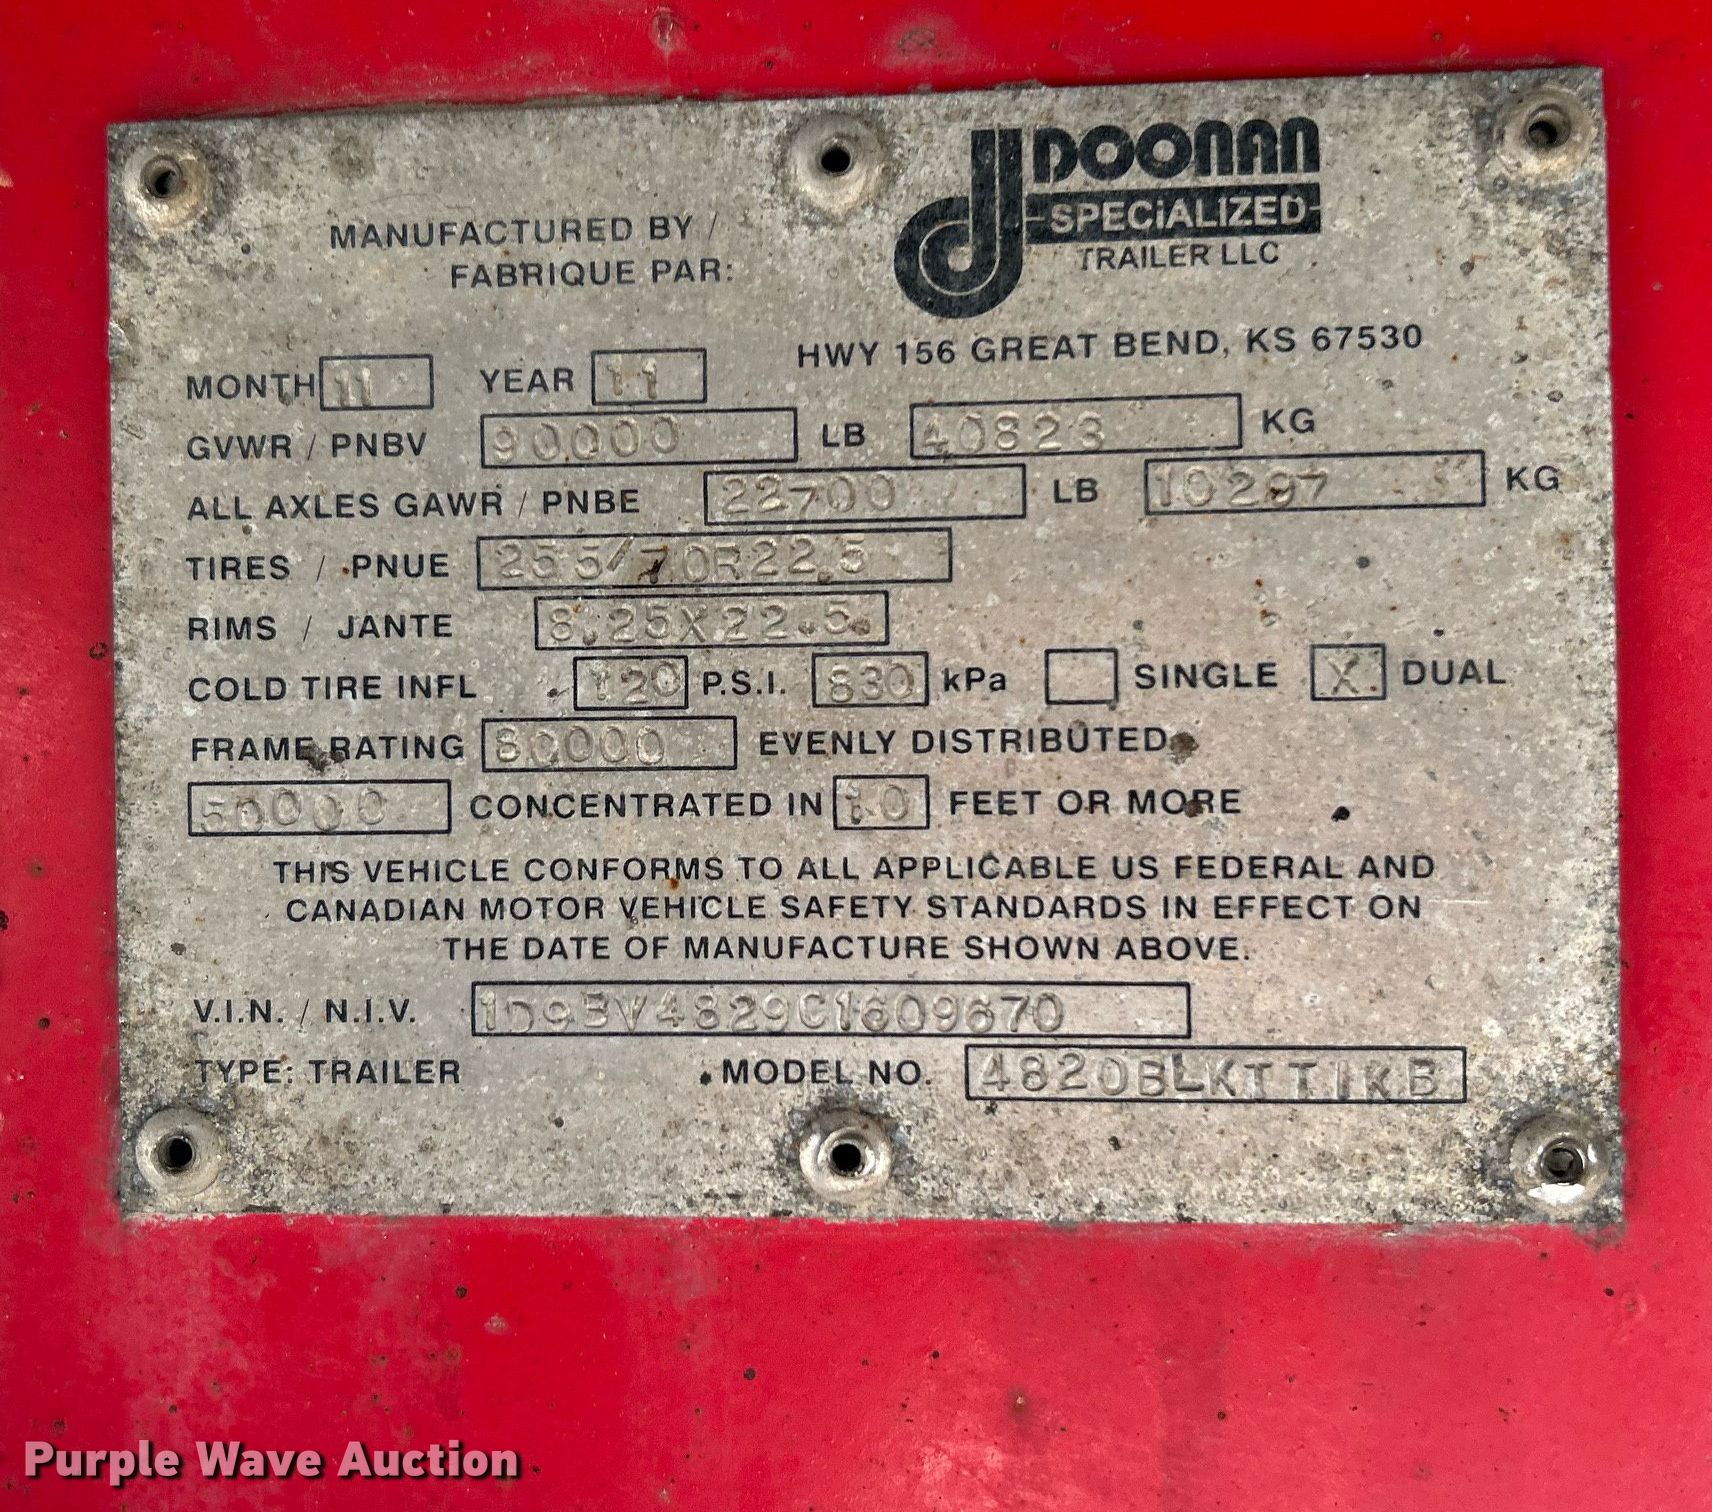 DOONAN
SPECIALIZED
TRAILER LLC
MANUFACTURED BY /
FABRIQUE PAR:
HWY 156 GREAT BEND, KS 67530
MONTH 11 YEAR 11
GVWR / PNBV 90000 LB 40823 KG
ALL AXLES GAWR / PNBE 22700 LB 10297 KG
TIRES / PNUE 255/70R22.5
RIMS / JANTE 8.25X22.5
COLD TIRE INFL 120 P.S.I. 830 kPa SINGLE X DUAL
FRAME RATING 80000 EVENLY DISTRIBUTED
50000 CONCENTRATED IN 10 FEET OR MORE
THIS VEHICLE CONFORMS TO ALL APPLICABLE US FEDERAL AND
CANADIAN MOTOR VEHICLE SAFETY STANDARDS IN EFFECT ON
THE DATE OF MANUFACTURE SHOWN ABOVE.
V.I.N. / N.I.V. 1D9BV4829C1609670
TYPE: TRAILER MODEL NO. 4820BLKTT1KB
Purple Wave Auction